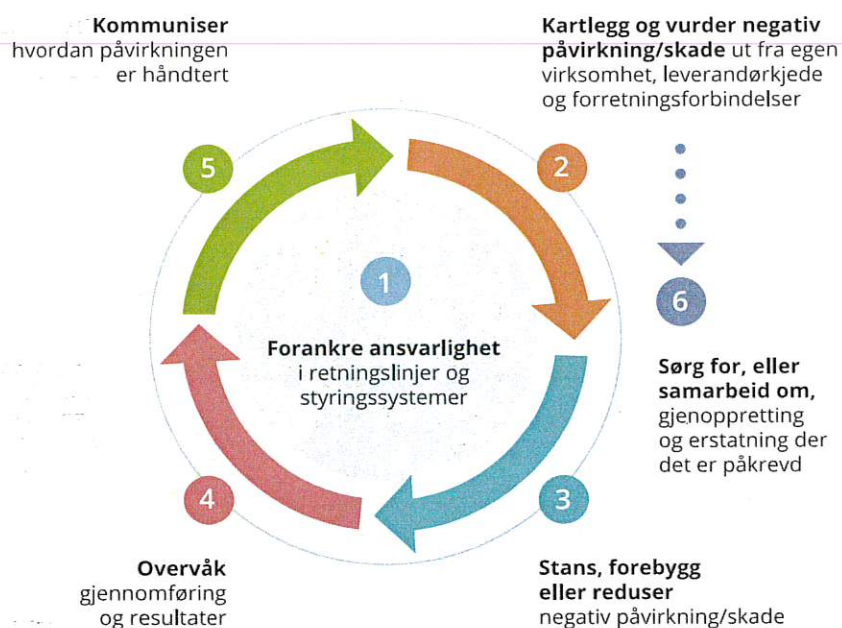 Kommuniser
hvordan påvirkningen
er håndtert
5
Kartlegg og vurder negativ
påvirkning/skade ut fra egen
virksomhet, leverandørkjede
og forretningsforbindelser
2
1
Forankre ansvarlighet
i retningslinjer og
styringssystemer
6
Sørg for, eller
samarbeid om,
gjenoppretting
og erstatning der
det er påkrevd
4
Overvåk
gjennomføring
og resultater
3
Stans, forebygg
eller reduser
negativ påvirkning/skade